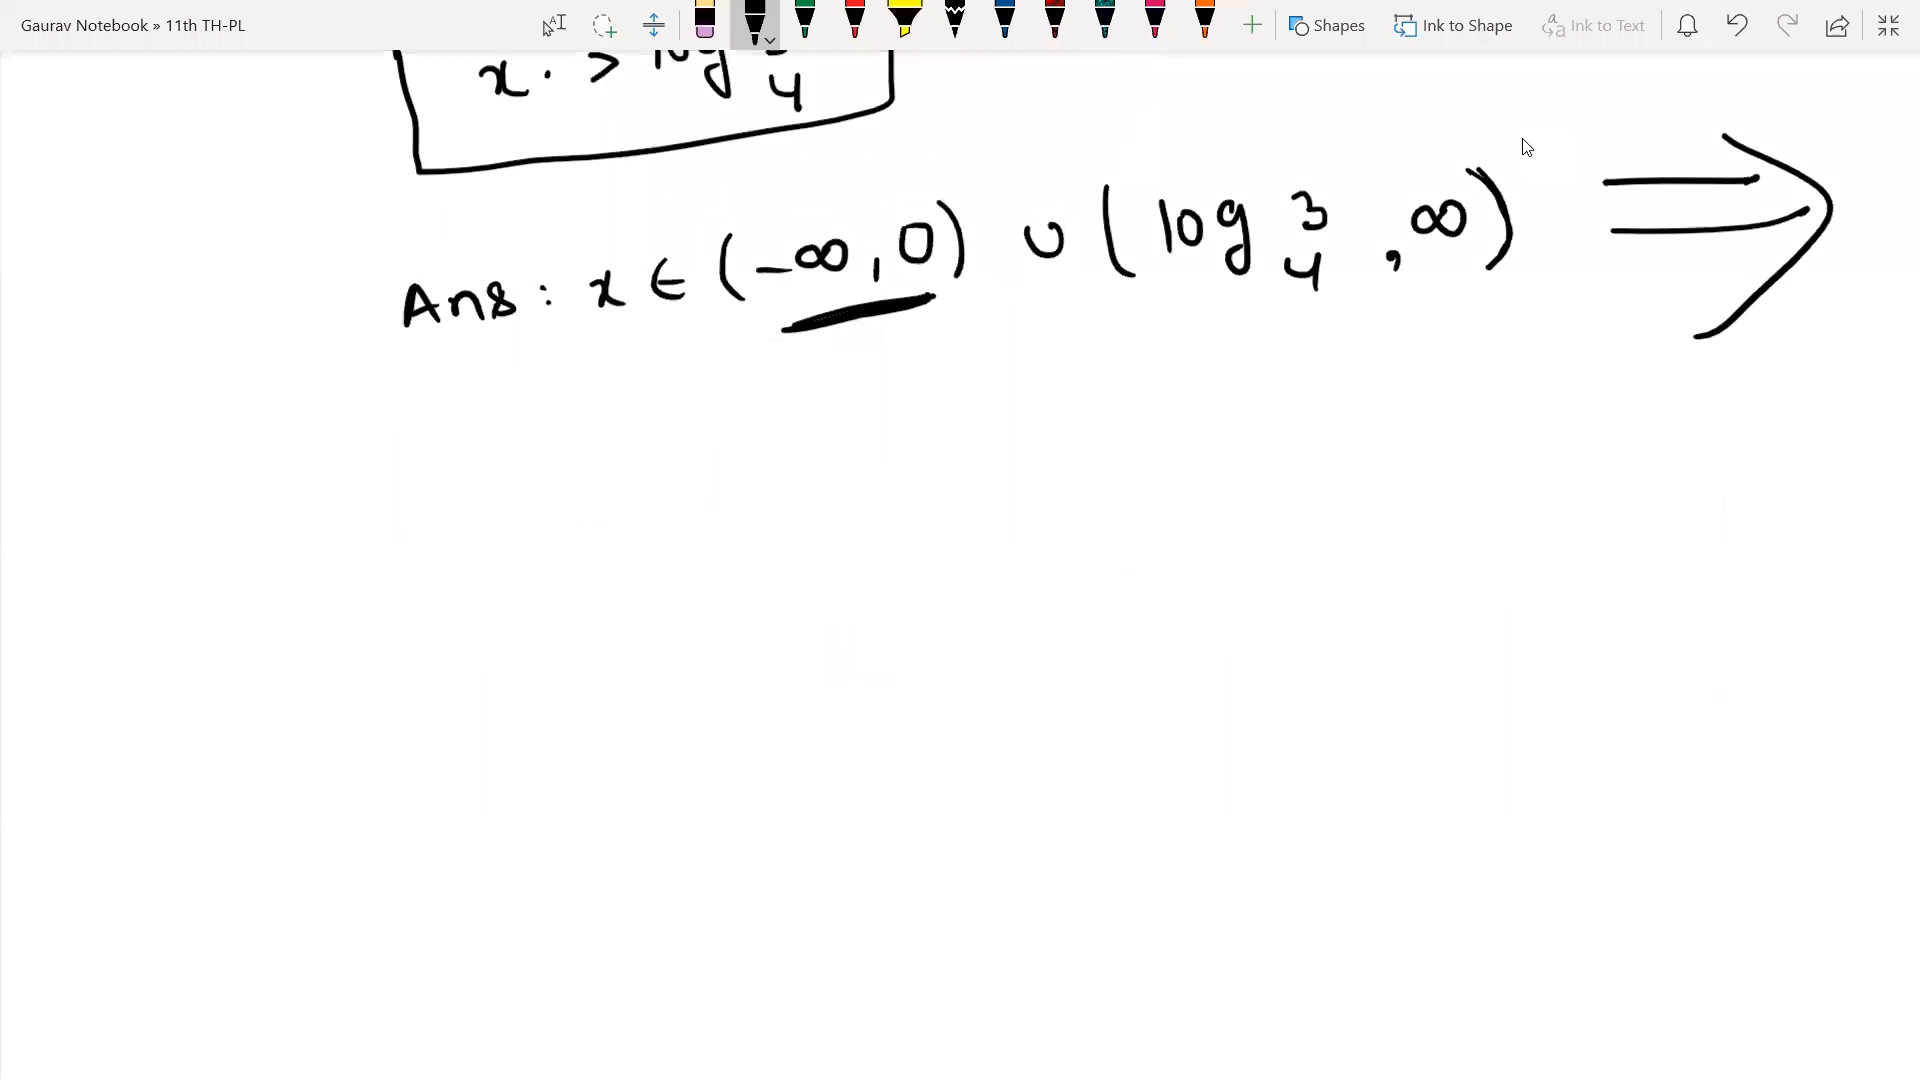 Gaurav Notebook » 11th TH-PL
Shapes
Ink to Shape
Ink to Text
x > log 4
Ans : x ∈ (-∞, 0) ∪ (log 3 4 , ∞)